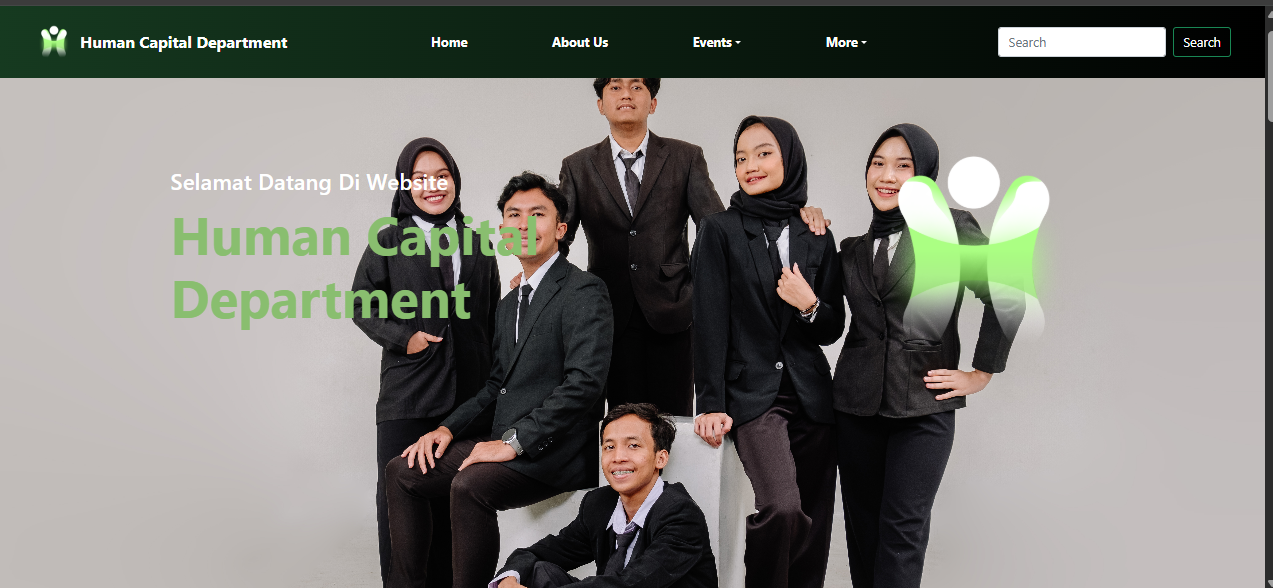 Human Capital Department
Home
About Us
Events
More
Search
Search
Selamat Datang Di Website
Human Capital
Department